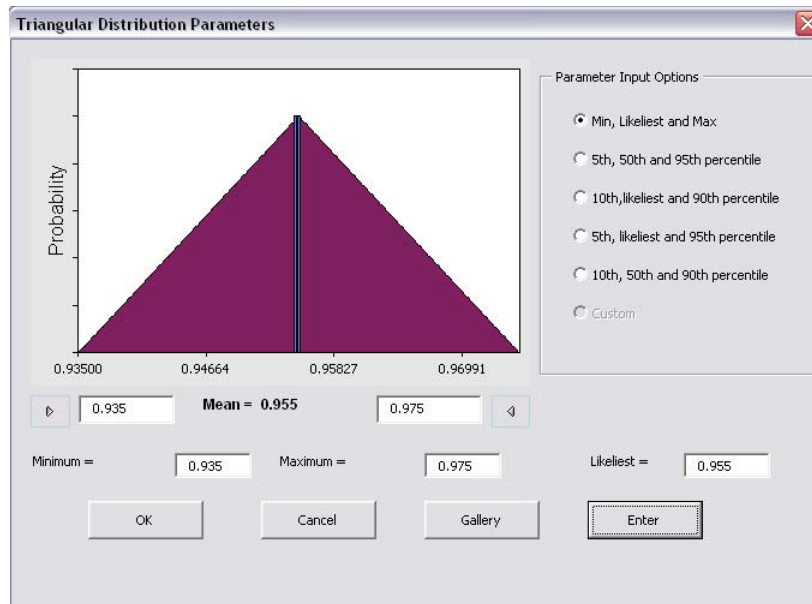 Triangular Distribution Parameters
Probability
0.93500 0.94664 0.95827 0.96991
0.935 Mean = 0.955 0.975
Parameter Input Options
Min, Likeliest and Max
5th, 50th and 95th percentile
10th,likeliest and 90th percentile
5th, likeliest and 95th percentile
10th, 50th and 90th percentile
Custom
Minimum = 0.935 Maximum = 0.975 Likeliest = 0.955
OK Cancel Gallery Enter